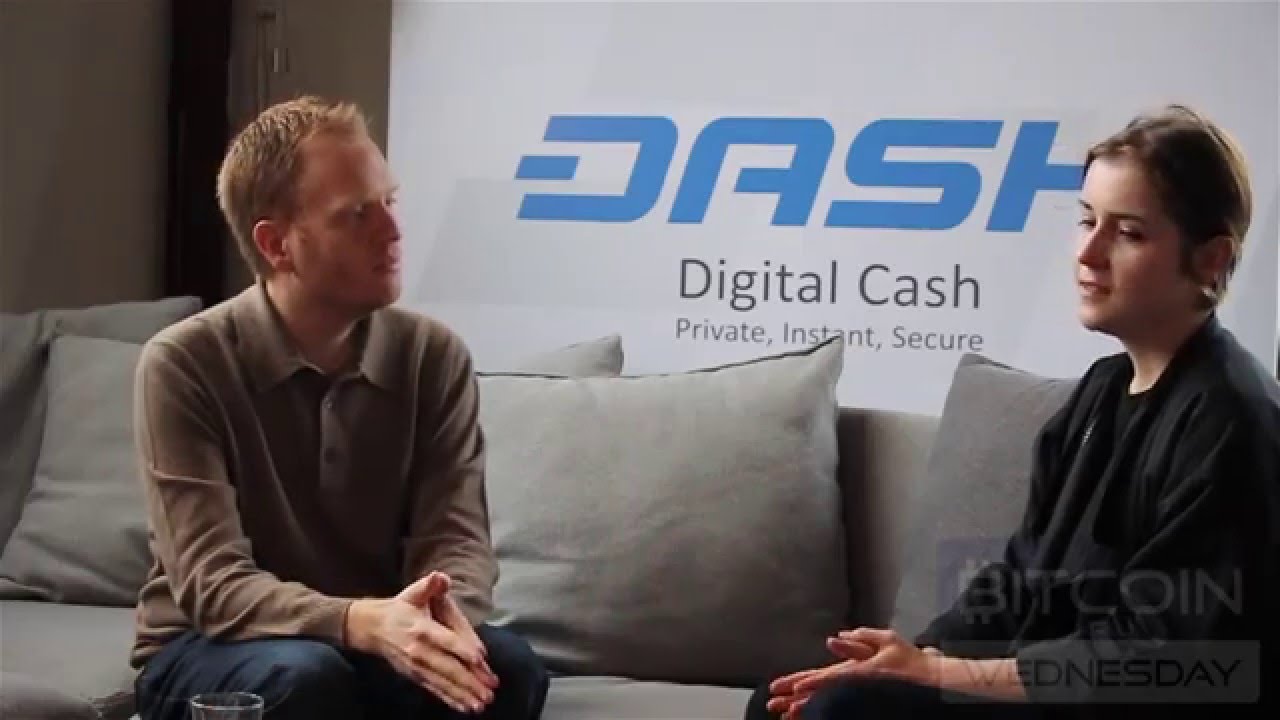 DASH
Digital Cash
Private, Instant, Secure
BITCOIN
WEDNESDAY